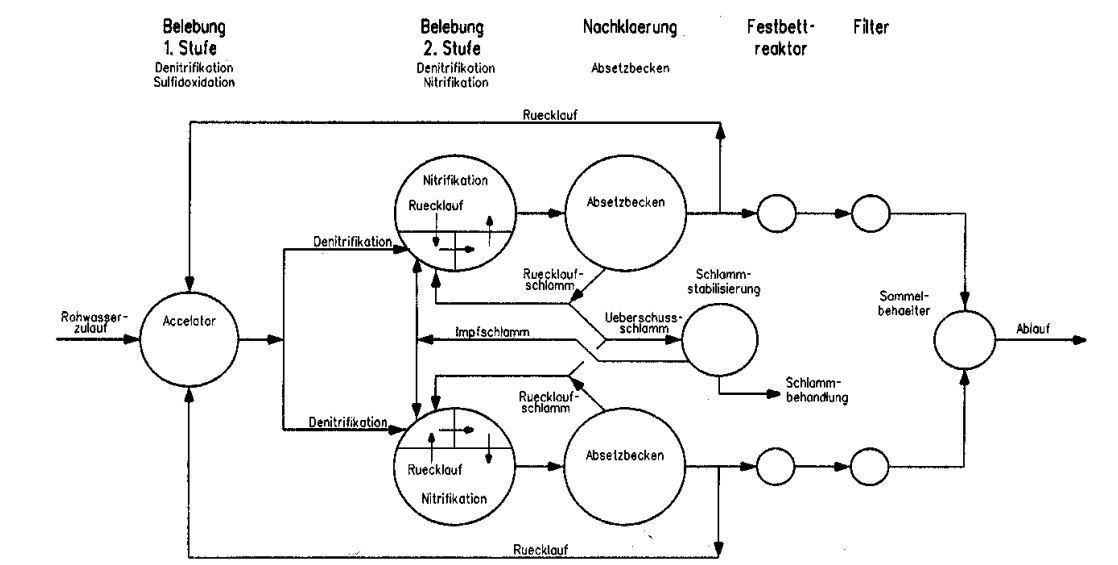 Belebung
1. Stufe
Denitrifikation
Sulfidoxidation
Belebung
2. Stufe
Denitrifikation
Nitrifikation
Nachklaerung
Absetzbecken
Festbett-
reaktor
Filter
Ruecklauf
Nitrifikation
Ruecklauf
Absetzbecken
Denitrifikation
Ruecklauf-
schlamm
Schlamm-
stabilisierung
Sammel-
behaelter
Rohwasser-
zulauf
Accelator
Impfschlamm
Ueberschuss-
schlamm
Ablauf
Ruecklauf-
schlamm
Schlamm-
behandlung
Denitrifikation
Ruecklauf
Nitrifikation
Absetzbecken
Ruecklauf